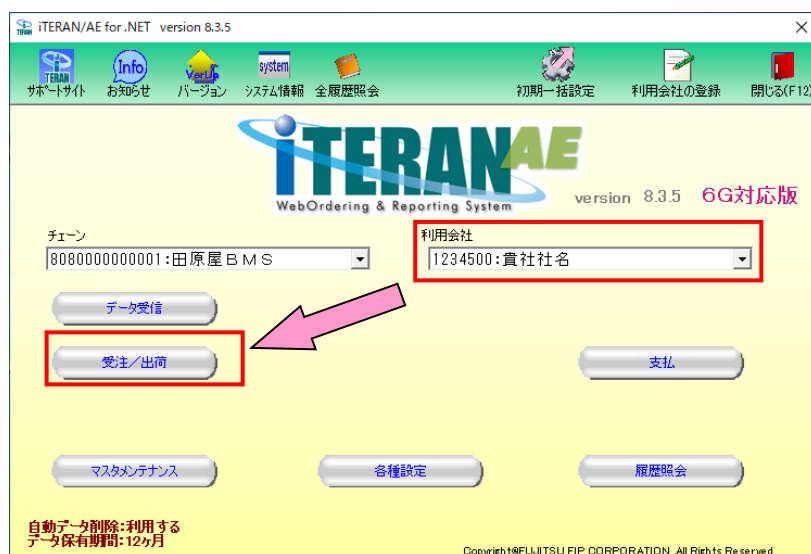 iTERAN/AE for .NET version 8.3.5
サポートサイト お知らせ バージョン システム情報 全履歴照会 初期一括設定 利用会社の登録 閉じる(F12)
TERAN Info VerUp system
iTERAN AE
WebOrdering & Reporting System
version 8.3.5 6G対応版
チェーン 利用会社
8080000000001:田原屋ＢＭＳ 1234500:貴社社名
データ受信
受注／出荷 支払
マスタメンテナンス 各種設定 履歴照会
自動データ削除:利用する
データ保有期間:12ヶ月
Copyright@FUJITSU FIP CORPORATION All Rights Reserved